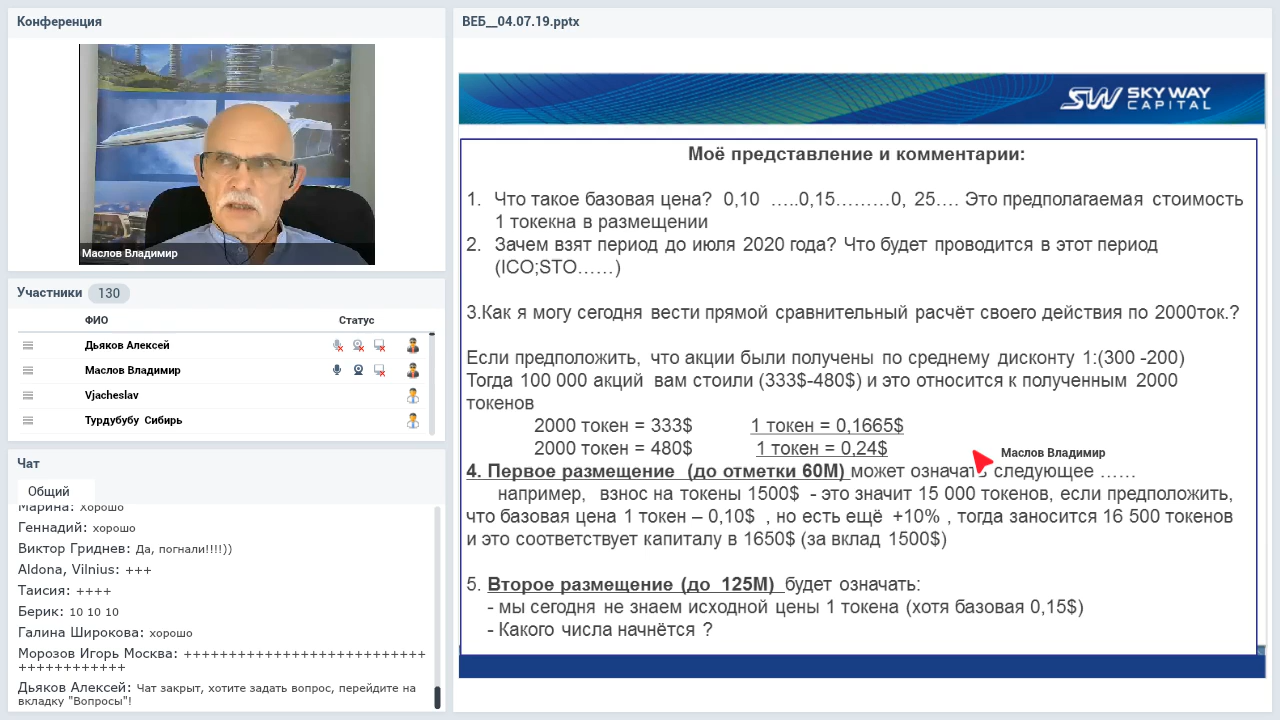 Конференция
Маслов Владимир
Участники 130
ФИО Статус
Дьяков Алексей
Маслов Владимир
Vjacheslav
Турдубубу Сибирь
Чат
Общий
Марина: хорошо
Геннадий: хорошо
Виктор Гриднев: Да, погнали!!!!))
Aldona, Vilnius: +++
Таисия: ++++
Берик: 10 10 10
Галина Широкова: хорошо
Морозов Игорь Москва: +++++++++++++++++++++++++++
++++++++++++
Дьяков Алексей: Чат закрыт, хотите задать вопрос, перейдите на
вкладку "Вопросы"!
ВЕБ__04.07.19.pptx
SW SKY WAY
CAPITAL
Моё представление и комментарии:
1. Что такое базовая цена? 0,10 …..0,15………0, 25…. Это предполагаемая стоимость
1 токекна в размещении
2. Зачем взят период до июля 2020 года? Что будет проводится в этот период
(ICO;STO……)
3.Как я могу сегодня вести прямой сравнительный расчёт своего действия по 2000ток.?
Если предположить, что акции были получены по среднему дисконту 1:(300 -200)
Тогда 100 000 акций вам стоили (333$-480$) и это относится к полученным 2000
токенов
2000 токен = 333$ 1 токен = 0,1665$
2000 токен = 480$ 1 токен = 0,24$
Маслов Владимир
4. Первое размещение (до отметки 60М) может означать следующее ……
например, взнос на токены 1500$ - это значит 15 000 токенов, если предположить,
что базовая цена 1 токен – 0,10$ , но есть ещё +10% , тогда заносится 16 500 токенов
и это соответствует капиталу в 1650$ (за вклад 1500$)
5. Второе размещение (до 125М) будет означать:
- мы сегодня не знаем исходной цены 1 токена (хотя базовая 0,15$)
- Какого числа начнётся ?